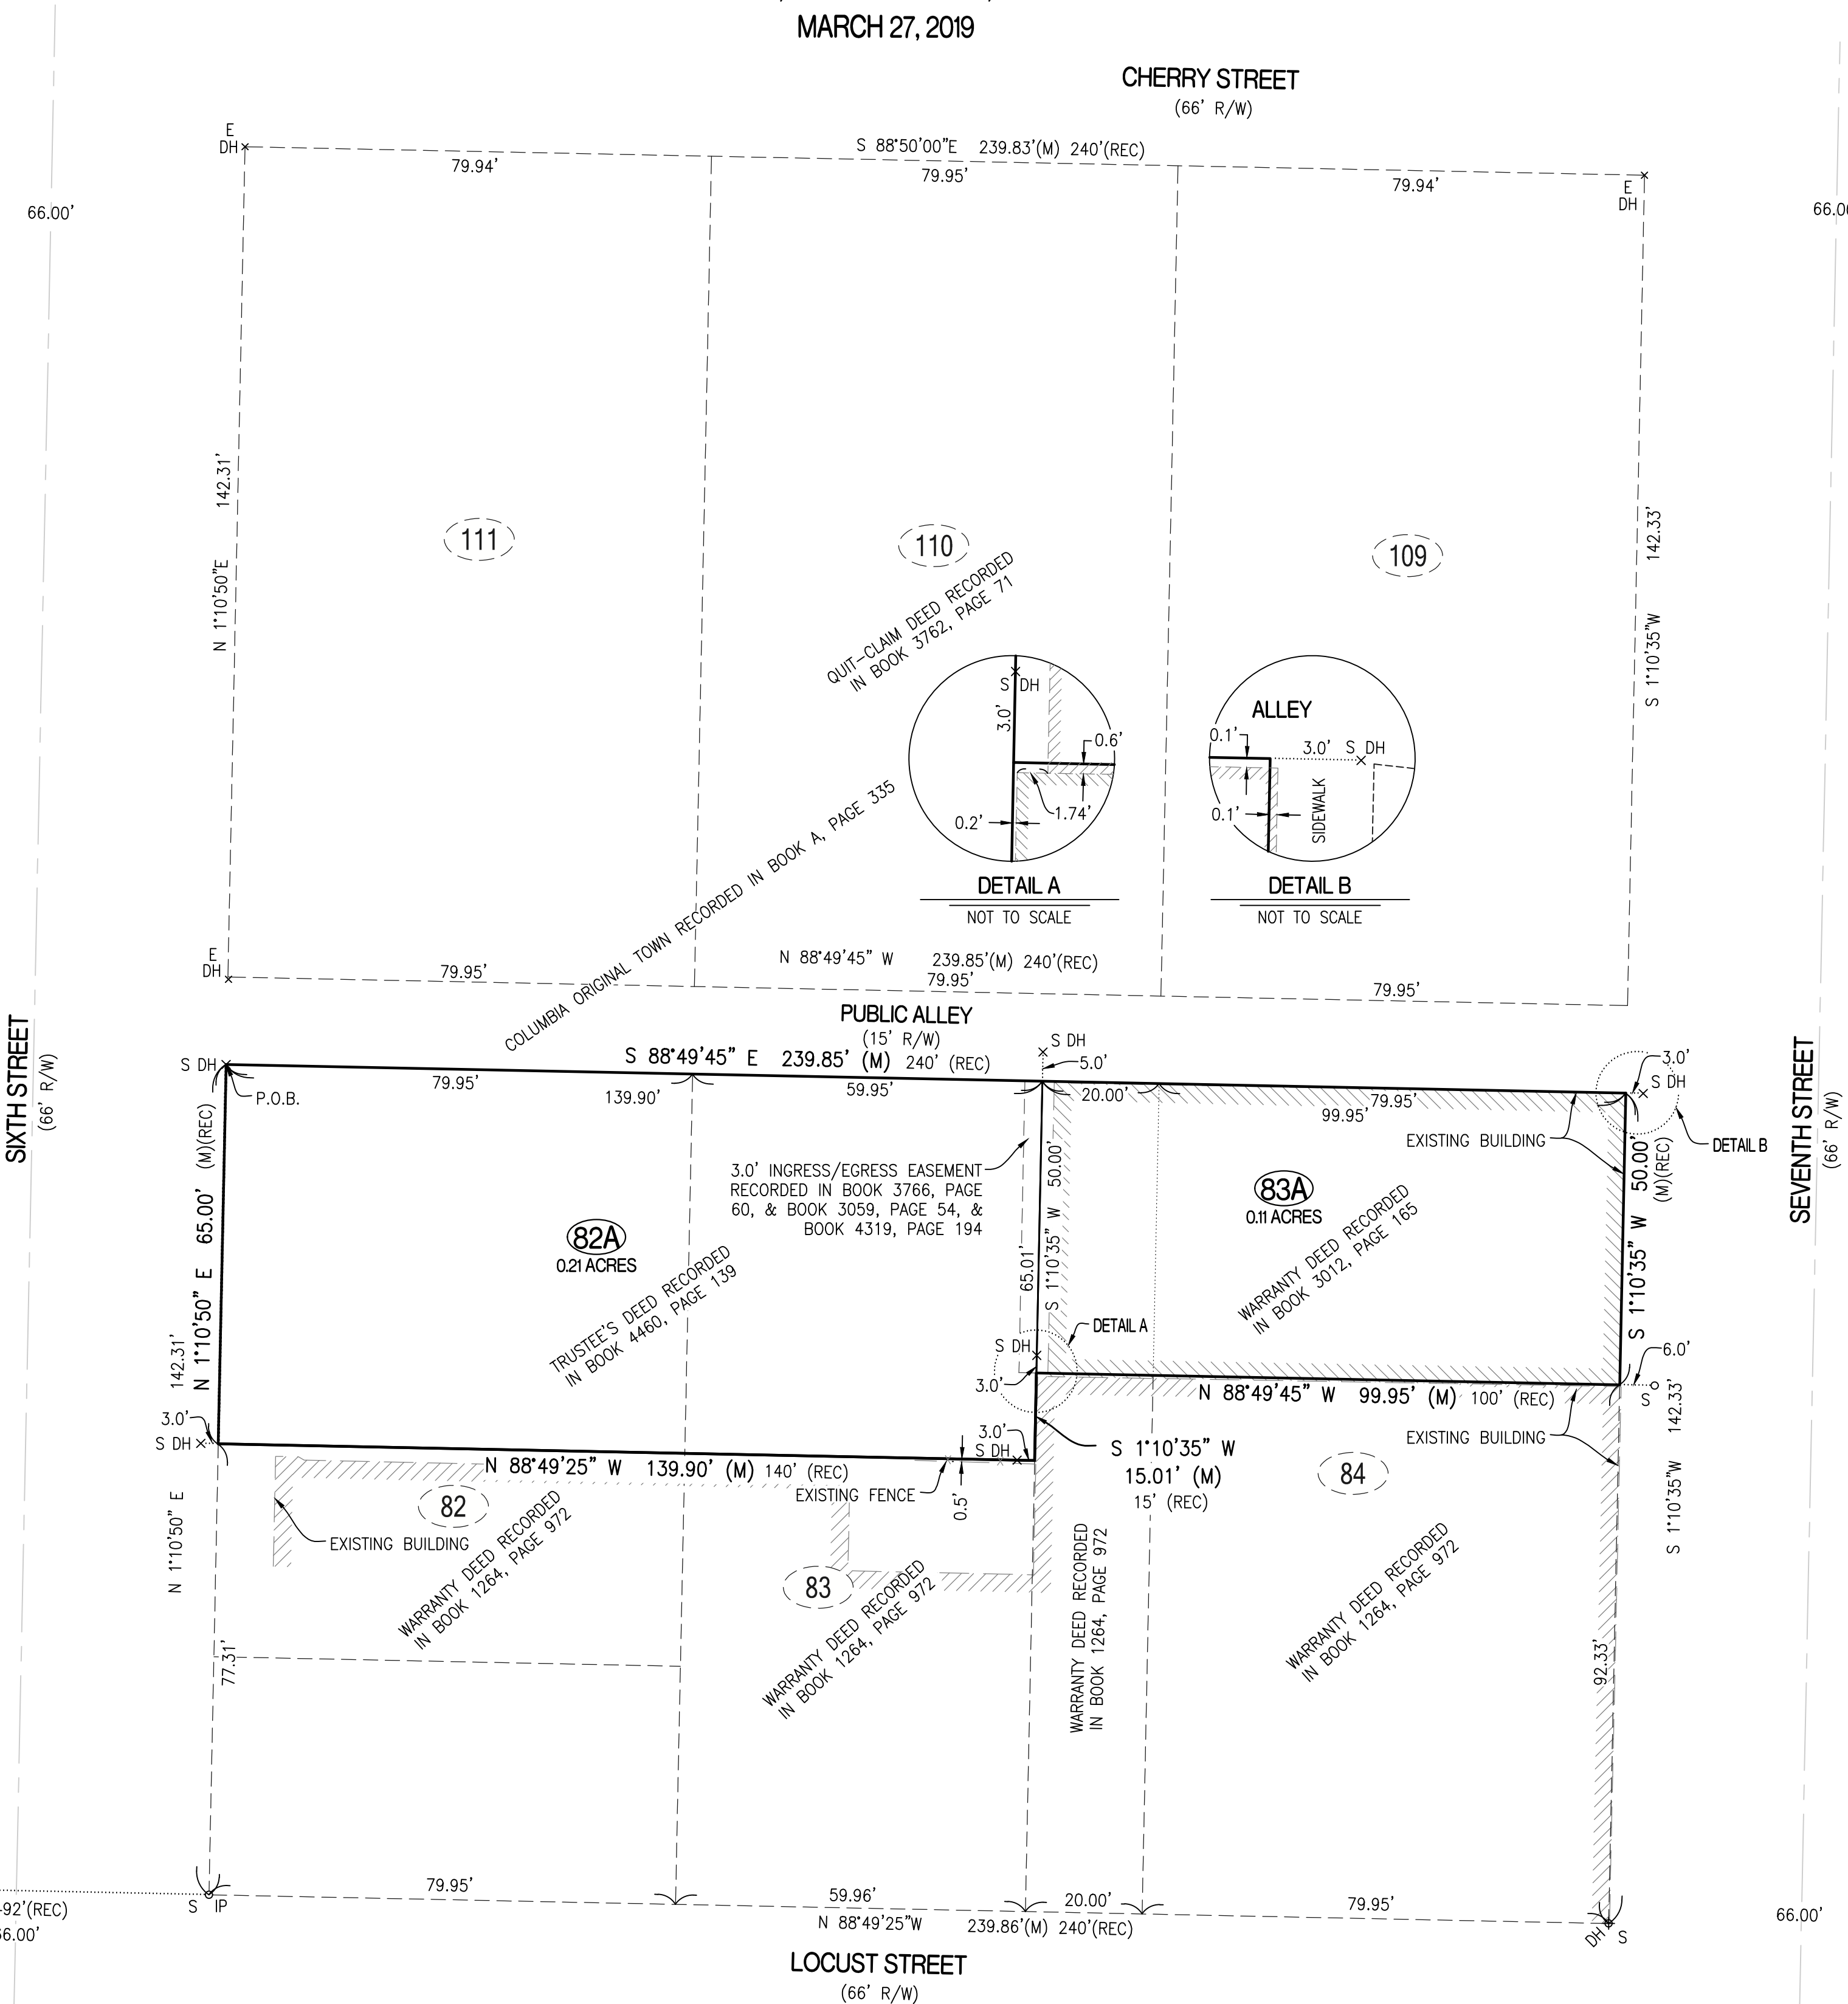 MARCH 27, 2019
CHERRY STREET
(66' R/W)
E
DH
S 88°50'00"E 239.83'(M) 240'(REC)
79.94'
79.95'
79.94'
E
DH
66.00'
N 1°10'50"E 142.31'
S 1°10'35"W 142.33'
111
110
109
QUIT-CLAIM DEED RECORDED
IN BOOK 3762, PAGE 71
S DH
3.0'
0.6'
1.74'
0.2'
DETAIL A
NOT TO SCALE
ALLEY
0.1'
3.0'
S DH
0.1'
SIDEWALK
DETAIL B
NOT TO SCALE
COLUMBIA ORIGINAL TOWN RECORDED IN BOOK A, PAGE 335
E
DH
79.95'
N 88°49'45" W 239.85'(M) 240'(REC)
79.95'
79.95'
PUBLIC ALLEY
(15' R/W)
SIXTH STREET
(66' R/W)
SEVENTH STREET
(66' R/W)
S DH
P.O.B.
S 88°49'45" E 239.85' (M) 240' (REC)
79.95'
139.90'
59.95'
S DH
5.0'
20.00'
79.95'
99.95'
3.0'
S DH
DETAIL B
EXISTING BUILDING
N 1°10'50" E 65.00' (M)(REC)
3.0' INGRESS/EGRESS EASEMENT
RECORDED IN BOOK 3766, PAGE
60, & BOOK 3059, PAGE 54, &
BOOK 4319, PAGE 194
65.01'
S 1°10'35" W 50.00'
82A
0.21 ACRES
83A
0.11 ACRES
TRUSTEE'S DEED RECORDED
IN BOOK 4460, PAGE 139
WARRANTY DEED RECORDED
IN BOOK 3012, PAGE 165
S 1°10'35" W 50.00'
(M)(REC)
DETAIL A
S DH
3.0'
N 88°49'45" W 99.95' (M) 100' (REC)
6.0'
S
EXISTING BUILDING
S 1°10'35"W 142.33'
N 1°10'50" E 142.31'
3.0'
S DH
N 88°49'25" W 139.90' (M) 140' (REC)
3.0'
S DH
EXISTING FENCE
0.5'
S 1°10'35" W
15.01' (M)
15' (REC)
82
83
84
EXISTING BUILDING
WARRANTY DEED RECORDED
IN BOOK 1264, PAGE 972
WARRANTY DEED RECORDED
IN BOOK 1264, PAGE 972
WARRANTY DEED RECORDED
IN BOOK 1264, PAGE 972
WARRANTY DEED RECORDED
IN BOOK 1264, PAGE 972
77.31'
92.33'
S IP
79.95'
59.96'
20.00'
79.95'
N 88°49'25"W 239.86'(M) 240'(REC)
DH S
66.00'
LOCUST STREET
(66' R/W)